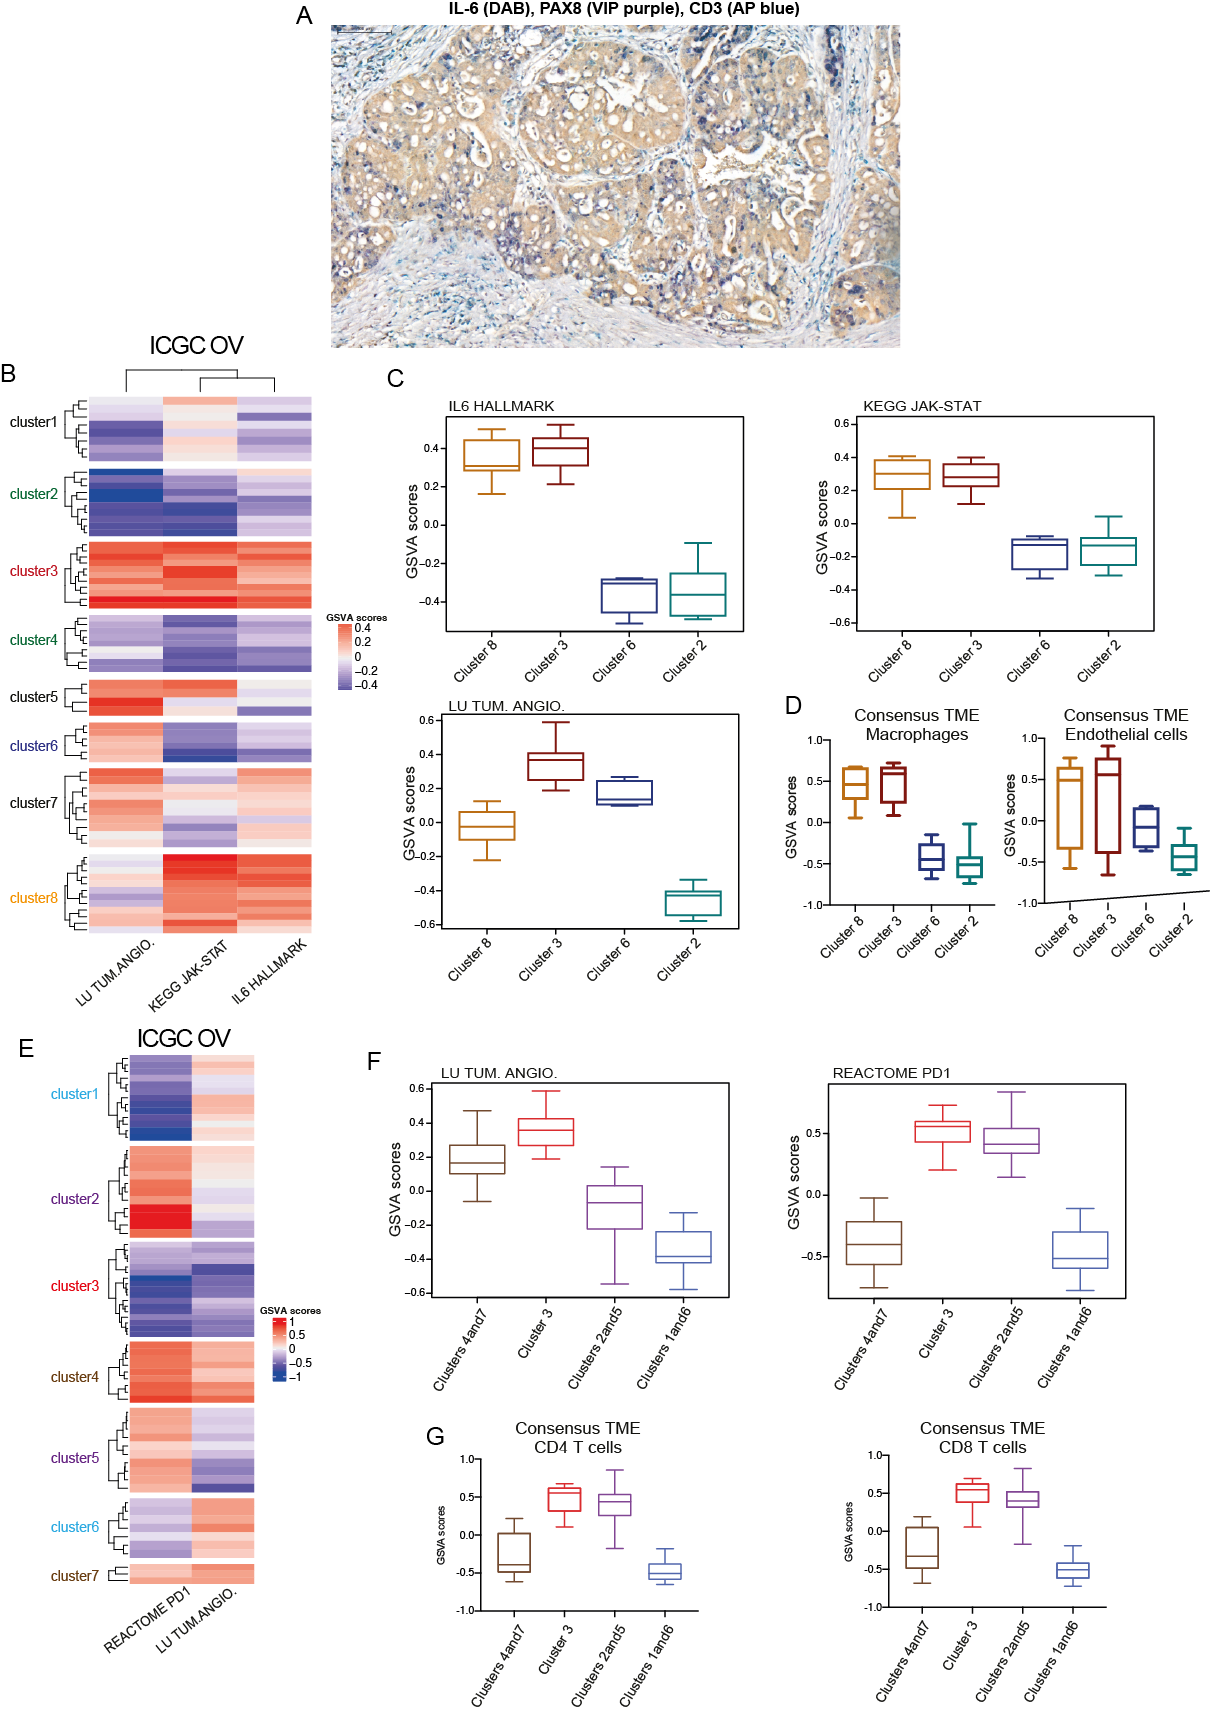 A
IL-6 (DAB), PAX8 (VIP purple), CD3 (AP blue)
B
ICGC OV
cluster1
cluster2
cluster3
cluster4
cluster5
cluster6
cluster7
cluster8
LU TUM.ANGIO.
KEGG JAK-STAT
IL6 HALLMARK
GSVA scores
0.4
0.2
0
−0.2
−0.4
C
IL6 HALLMARK
GSVA scores
0.4
0.2
0.0
−0.2
−0.4
Cluster 8
Cluster 3
Cluster 6
Cluster 2
KEGG JAK-STAT
GSVA scores
0.6
0.4
0.2
0.0
−0.2
−0.4
−0.6
Cluster 8
Cluster 3
Cluster 6
Cluster 2
LU TUM. ANGIO.
GSVA scores
0.6
0.4
0.2
0.0
−0.2
−0.4
−0.6
Cluster 8
Cluster 3
Cluster 6
Cluster 2
D
Consensus TME
Macrophages
GSVA scores
1.0
0.5
0.0
-0.5
-1.0
Cluster 8
Cluster 3
Cluster 6
Cluster 2
Consensus TME
Endothelial cells
GSVA scores
1.0
0.5
0.0
-0.5
-1.0
Cluster 8
Cluster 3
Cluster 6
Cluster 2
E
ICGC OV
cluster1
cluster2
cluster3
cluster4
cluster5
cluster6
cluster7
REACTOME PD1
LU TUM.ANGIO.
GSVA scores
1
0.5
0
−0.5
−1
F
LU TUM. ANGIO.
GSVA scores
0.6
0.4
0.2
0.0
−0.2
−0.4
−0.6
Clusters 4and7
Cluster 3
Clusters 2and5
Clusters 1and6
REACTOME PD1
GSVA scores
0.5
0.0
−0.5
Clusters 4and7
Cluster 3
Clusters 2and5
Clusters 1and6
G
Consensus TME
CD4 T cells
GSVA scores
1.0
0.5
0.0
-0.5
-1.0
Clusters 4and7
Cluster 3
Clusters 2and5
Clusters 1and6
Consensus TME
CD8 T cells
GSVA scores
1.0
0.5
0.0
-0.5
-1.0
Clusters 4and7
Cluster 3
Clusters 2and5
Clusters 1and6